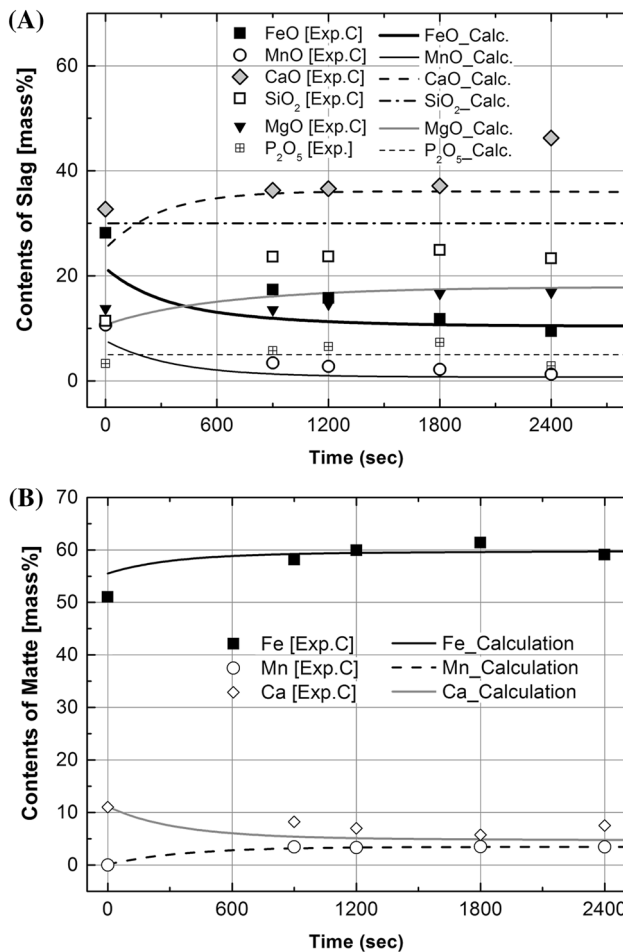 (A)
FeO [Exp.C] FeO_Calc.
MnO [Exp.C] MnO_Calc.
CaO [Exp.C] CaO_Calc.
SiO₂ [Exp.C] SiO₂_Calc.
MgO [Exp.C] MgO_Calc.
P₂O₅ [Exp.] P₂O₅_Calc.
Contents of Slag [mass%]
60
40
20
0
0 600 1200 1800 2400
Time (sec)
(B)
Contents of Matte [mass%]
70
60
50
40
30
20
10
0
Fe [Exp.C] Fe_Calculation
Mn [Exp.C] Mn_Calculation
Ca [Exp.C] Ca_Calculation
0 600 1200 1800 2400
Time (sec)